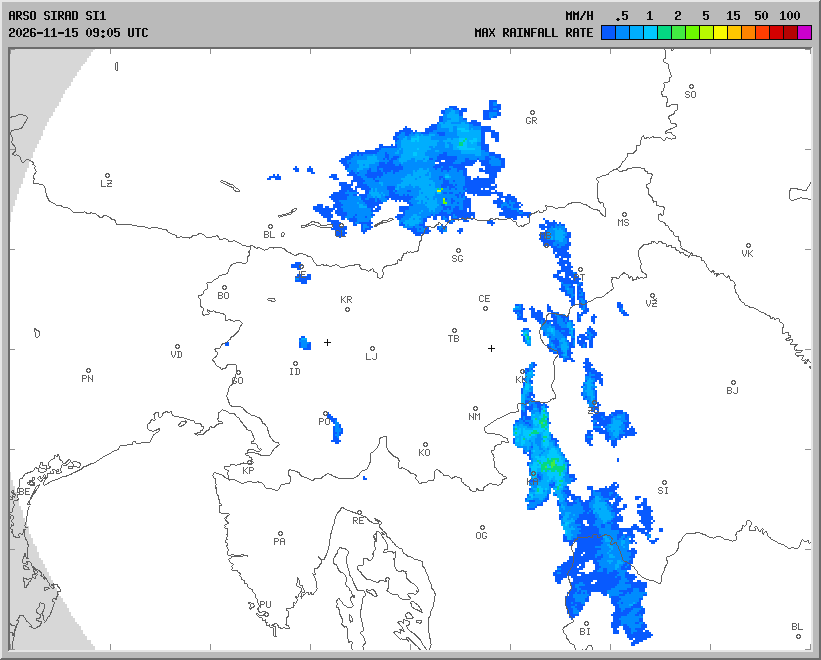 ARSO SIRAD SI1
2026-11-15 09:05 UTC
MM/H .5 1 2 5 15 50 100
MAX RAINFALL RATE
SO
GR
LZ
MS
BL
VK
SG
BO
KR
CE
VZ
TB
LJ
VD
ID
PN
GO
BJ
NM
PO
KO
KP
BE
SI
RE
OG
PA
PU
BI
BL